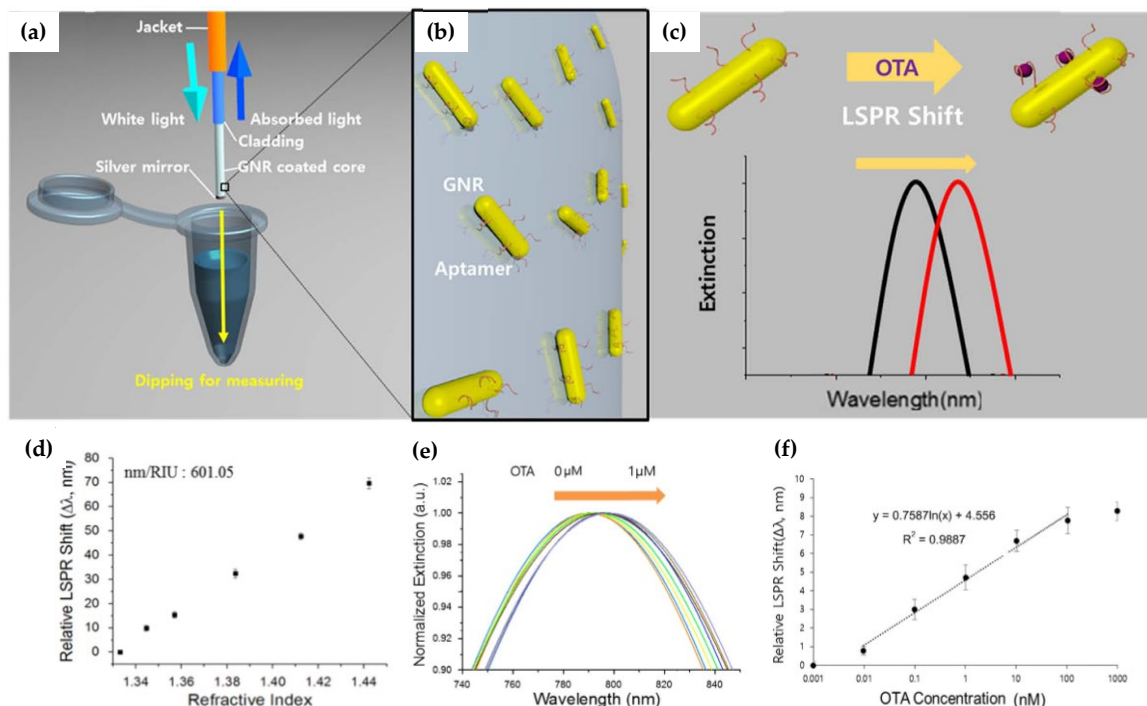 (a)
Jacket
White light
Absorbed light
Cladding
Silver mirror
GNR coated core
Dipping for measuring
(b)
GNR
Aptamer
(c)
OTA
LSPR Shift
Extinction
Wavelength(nm)
(d)
nm/RIU : 601.05
Relative LSPR Shift (Δλ, nm)
80
70
60
50
40
30
20
10
0
1.34
1.36
1.38
1.40
1.42
1.44
Refractive Index
(e)
OTA
0 μM
1μM
Normalized Extinction (a.u.)
1.02
1.00
0.98
0.96
0.94
0.92
0.90
740
760
780
800
820
840
Wavelength (nm)
(f)
Relative LSPR Shift(Δλ, nm)
10
9
8
7
6
5
4
3
2
1
0
y = 0.7587ln(x) + 4.556
R² = 0.9887
0.001
0.01
0.1
1
10
100
1000
OTA Concentration (nM)